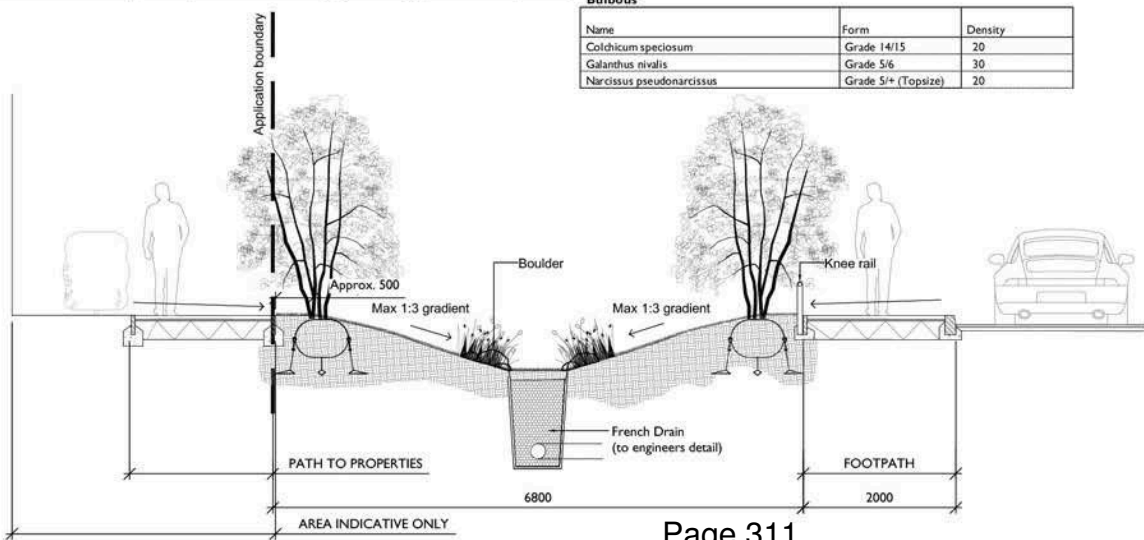 Bulbous
Name Form Density
Colchicum speciosum Grade 14/15 20
Galanthus nivalis Grade 5/6 30
Narcissus pseudonarcissus Grade 5/+ (Topsize) 20
Application boundary
Boulder
Knee rail
Approx. 500
Max 1:3 gradient
Max 1:3 gradient
French Drain
(to engineers detail)
PATH TO PROPERTIES
FOOTPATH
6800
2000
AREA INDICATIVE ONLY
Page 311